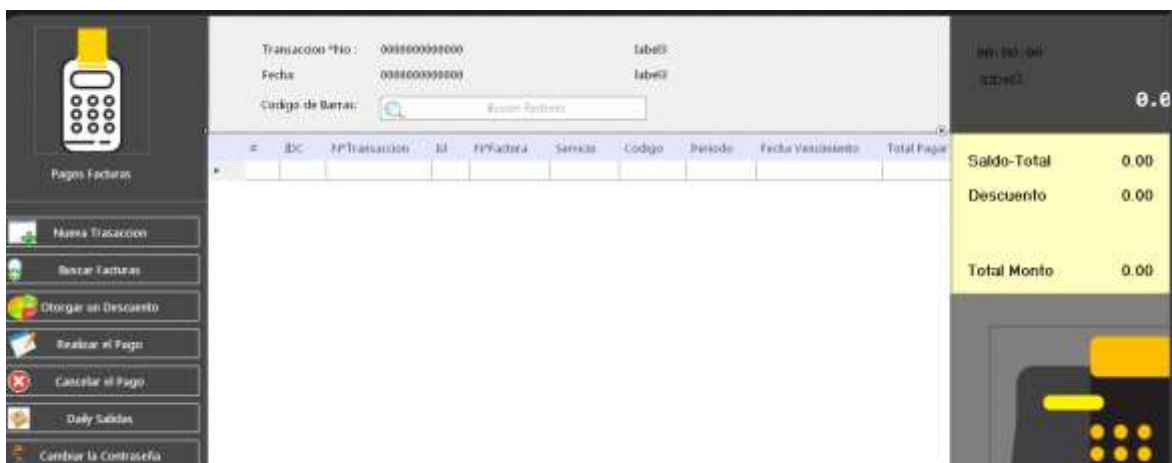 Pagos Facturas
Nueva Trasaccion
Buscar Facturas
Otorgar un Descuento
Realizar el Pago
Cancelar el Pago
Daily Salidas
Cambiar la Contraseña
Transaccion °No : 0000000000000 label3
Fecha 0000000000000 label3
Codigo de Barras: Buscar Facturas
# IDC NºTransaccion Id NºFactura Servicio Codigo Periodo Fecha Vencimiento Total Pagar
00:00:00
label3
0.0
Saldo-Total 0.00
Descuento 0.00
Total Monto 0.00